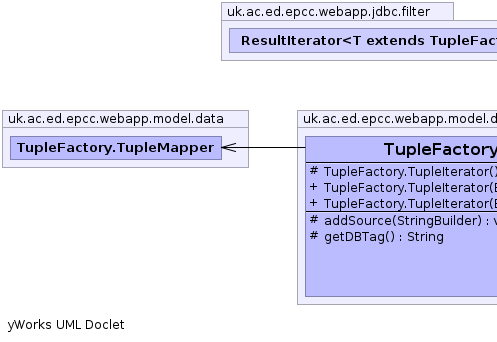 uk.ac.ed.epcc.webapp.jdbc.filter
ResultIterator<T extends TupleFact
uk.ac.ed.epcc.webapp.model.data
TupleFactory.TupleMapper
uk.ac.ed.epcc.webapp.model.d
TupleFactory
# TupleFactory.TupleIterator()
+ TupleFactory.TupleIterator(B
+ TupleFactory.TupleIterator(B
# addSource(StringBuilder) : v
# getDBTag() : String
yWorks UML Doclet